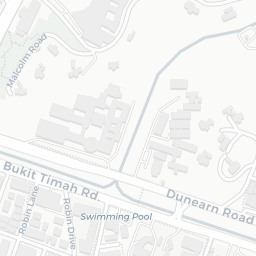 Malcolm Road
Bukit Timah Rd
Dunearn Road
Robin Lane
Robin Drive
Swimming Pool